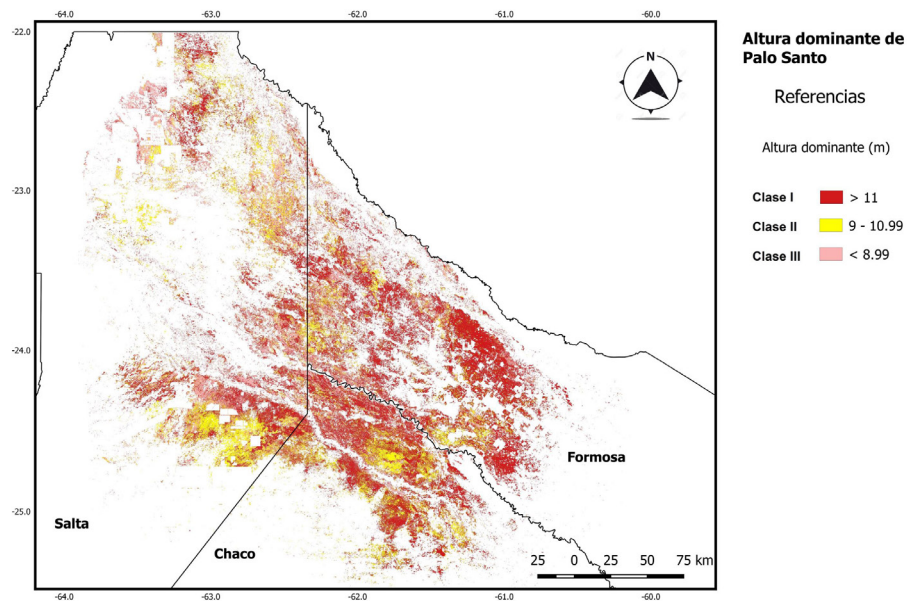 -64.0 -63.0 -62.0 -61.0 -60.0
-22.0
-23.0
-24.0
-25.0
N
Formosa
Salta
Chaco
25 0 25 50 75 km
-64.0 -63.0 -62.0 -61.0 -60.0
Altura dominante de
Palo Santo
Referencias
Altura dominante (m)
Clase I > 11
Clase II 9 - 10.99
Clase III < 8.99